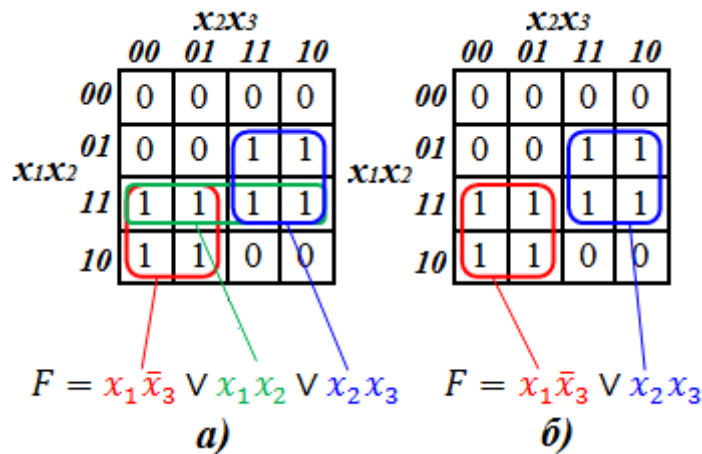 x₂x₃ x₂x₃
00 01 11 10 00 01 11 10
00 0 0 0 0 00 0 0 0 0
01 0 0 1 1 01 0 0 1 1
x₁x₂ x₁x₂
11 1 1 1 1 11 1 1 1 1
10 1 1 0 0 10 1 1 0 0
F = x₁x̄₃ ∨ x₁x₂ ∨ x₂x₃ F = x₁x̄₃ ∨ x₂x₃
а) б)